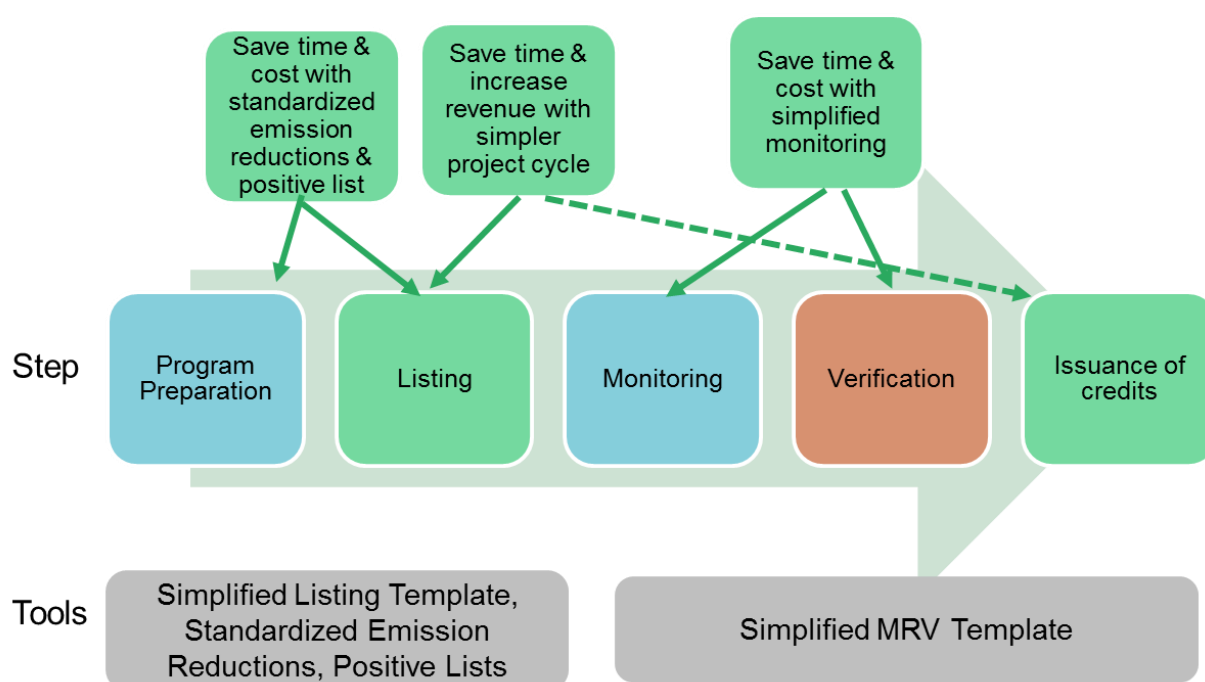 Save time &
cost with
standardized
emission
reductions &
positive list
Save time &
increase
revenue with
simpler
project cycle
Save time &
cost with
simplified
monitoring
Step
Program
Preparation
Listing
Monitoring
Verification
Issuance of
credits
Tools
Simplified Listing Template,
Standardized Emission
Reductions, Positive Lists
Simplified MRV Template